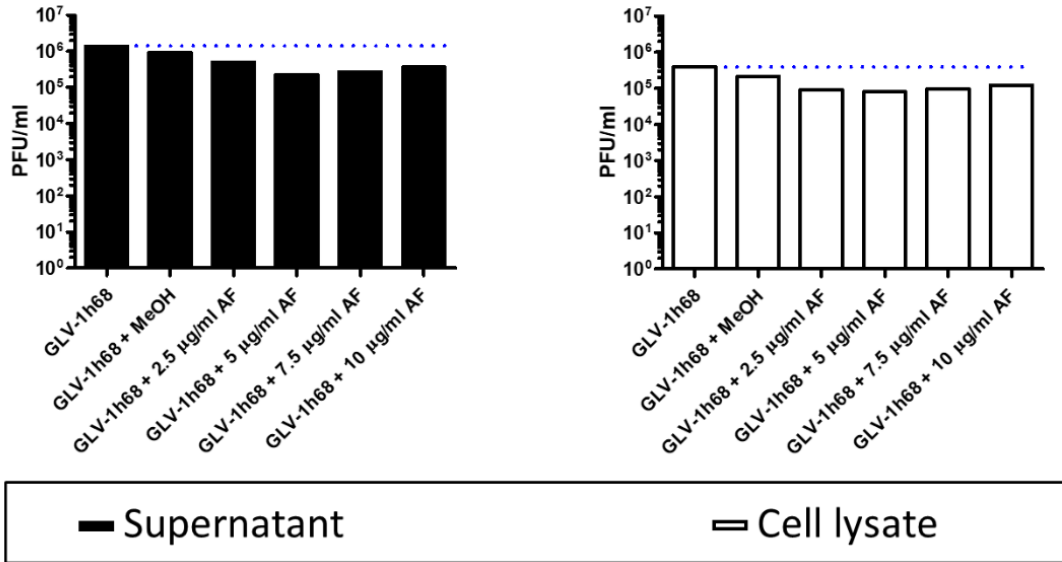 10⁷
10⁶
10⁵
10⁴
10³
10²
10¹
10⁰
PFU/ml
GLV-1h68
GLV-1h68 + MeOH
GLV-1h68 + 2.5 µg/ml AF
GLV-1h68 + 5 µg/ml AF
GLV-1h68 + 7.5 µg/ml AF
GLV-1h68 + 10 µg/ml AF
10⁷
10⁶
10⁵
10⁴
10³
10²
10¹
10⁰
PFU/ml
GLV-1h68
GLV-1h68 + MeOH
GLV-1h68 + 2.5 µg/ml AF
GLV-1h68 + 5 µg/ml AF
GLV-1h68 + 7.5 µg/ml AF
GLV-1h68 + 10 µg/ml AF
Supernatant
Cell lysate